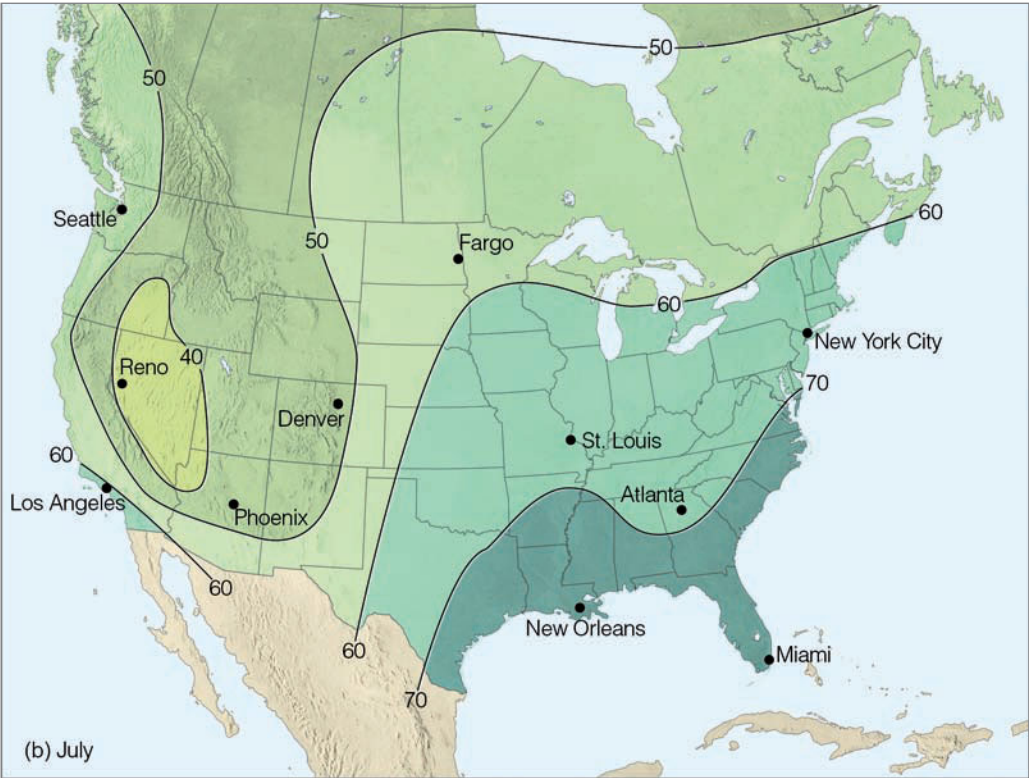 50
50
Seattle
60
50
Fargo
60
New York City
40
Reno
70
Denver
St. Louis
60
Los Angeles
Atlanta
Phoenix
60
New Orleans
60
Miami
70
(b) July